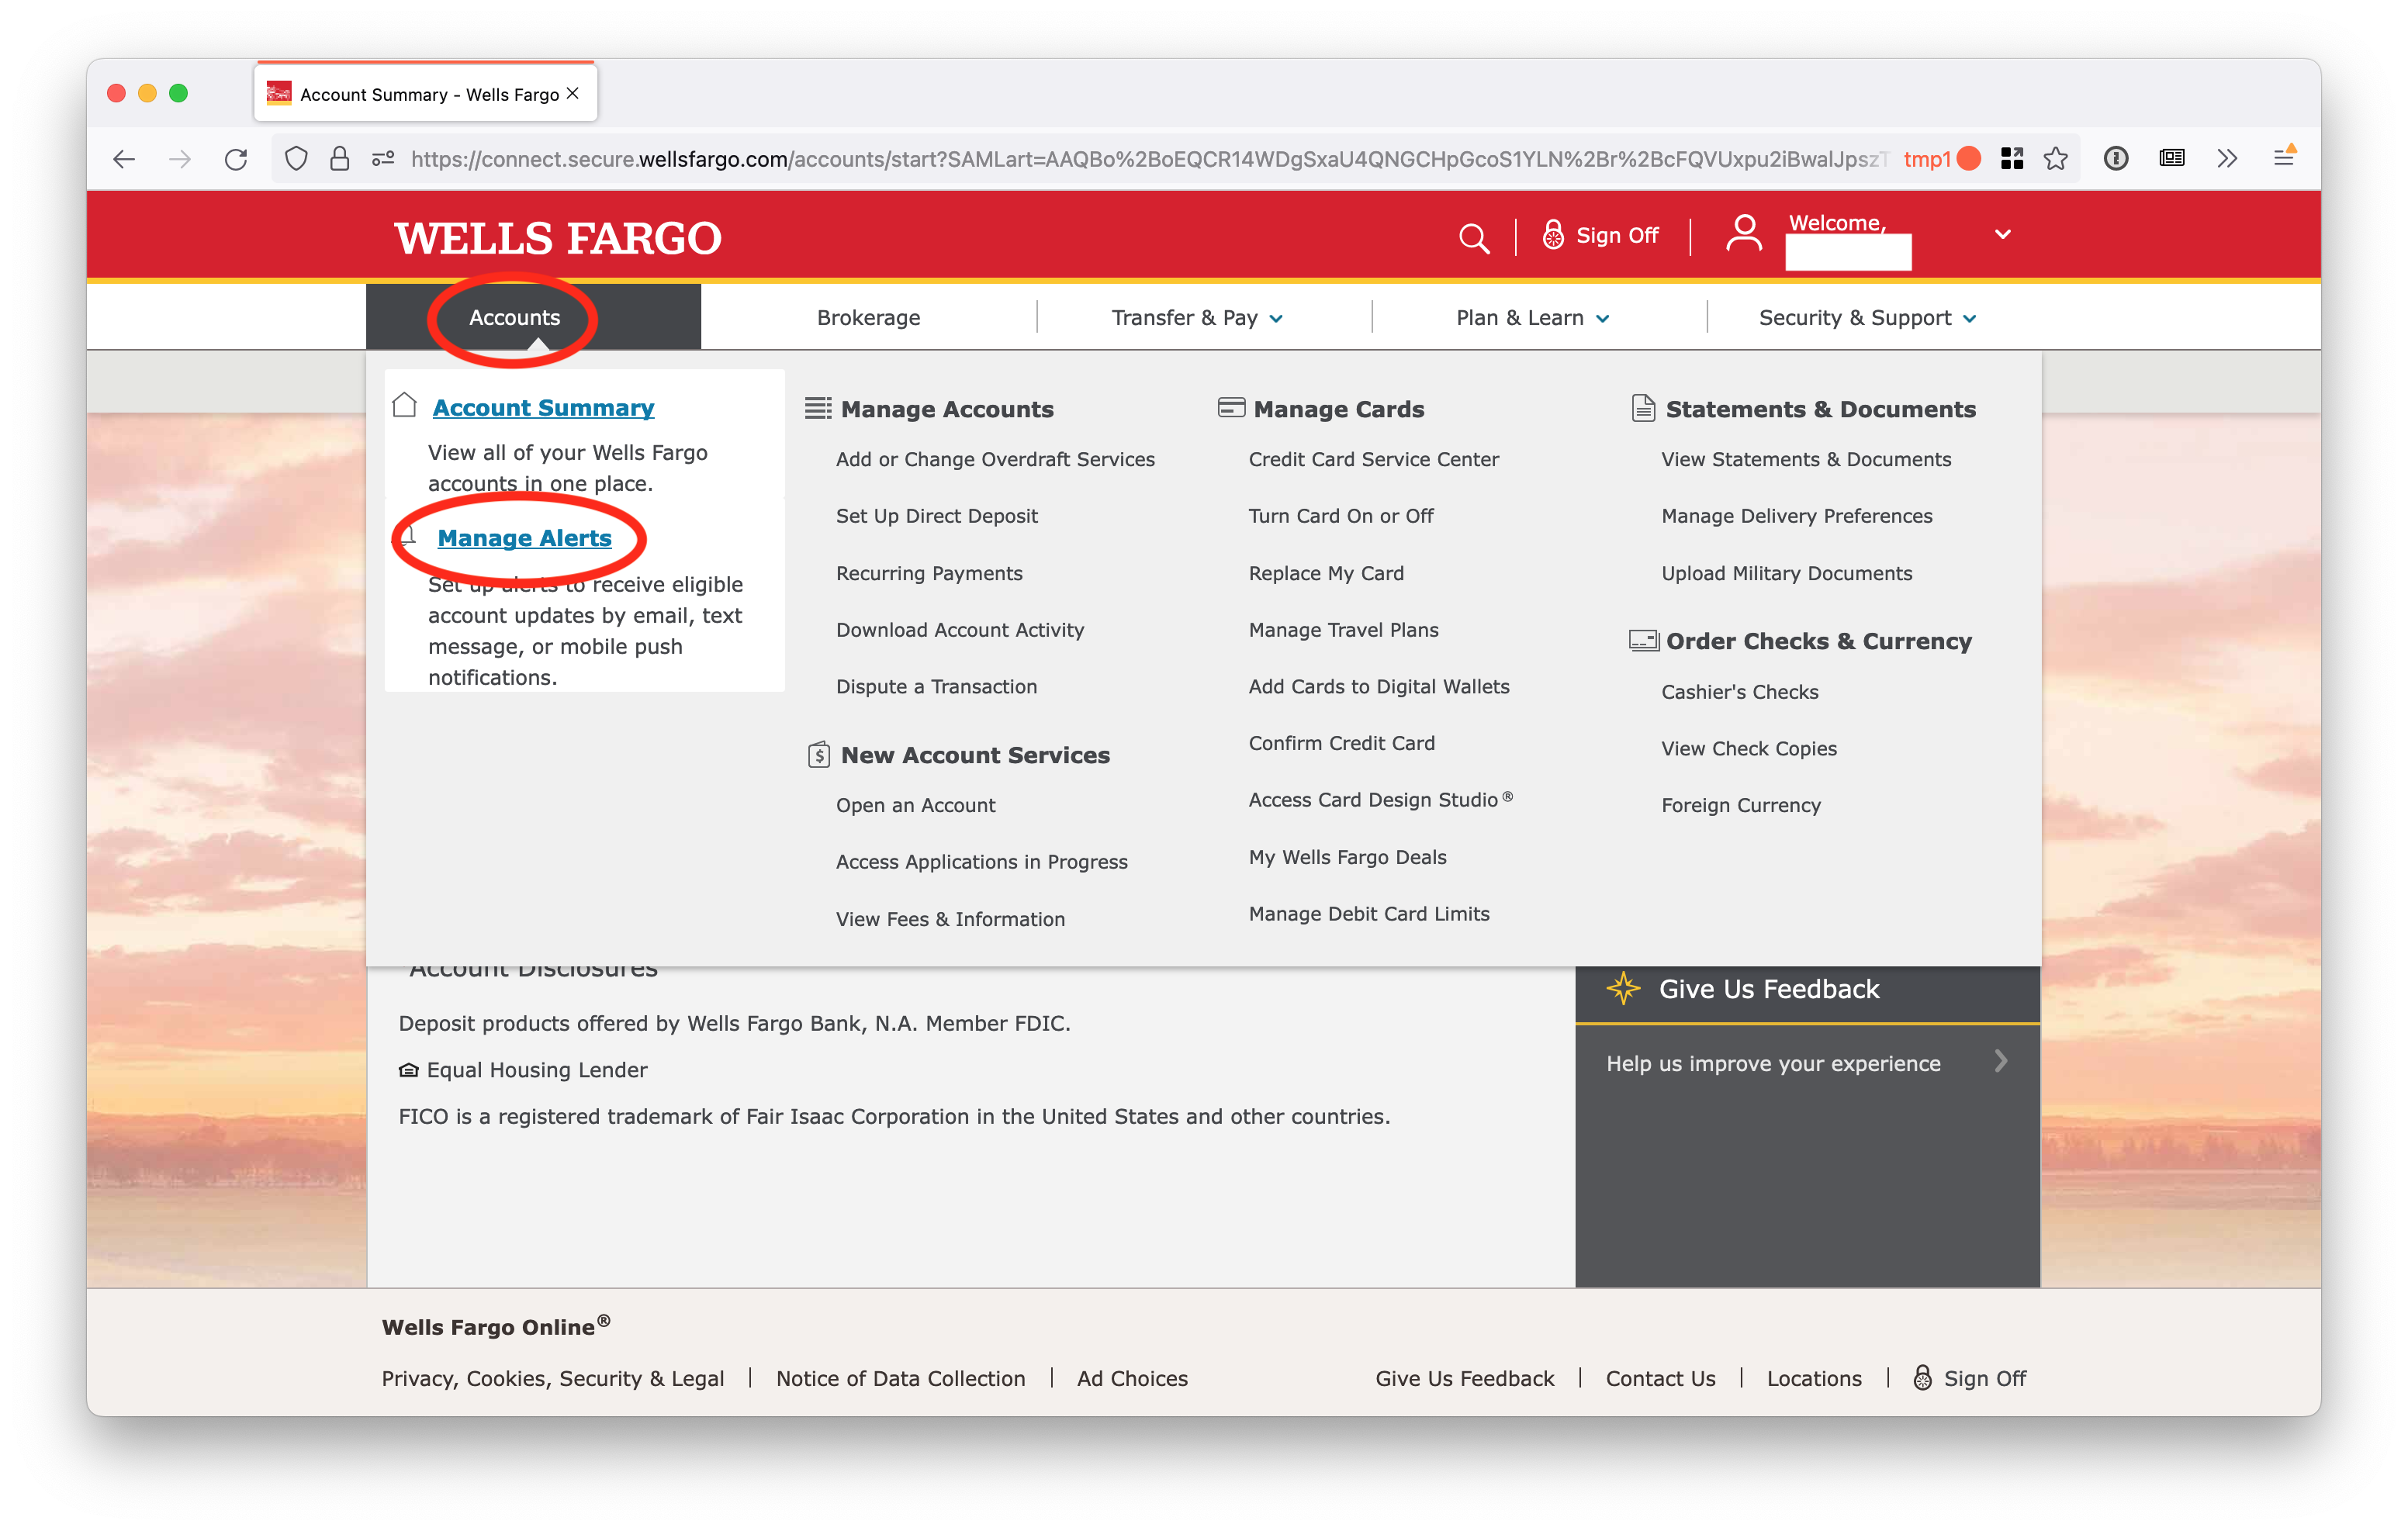 Account Summary - Wells Fargo
https://connect.secure.wellsfargo.com/accounts/start?SAMLart=AAQBo%2BoEQCR14WDgSxaU4QNGCHpGcoS1YLN%2Br%2BcFQVUxpu2iBwalJpszT
tmp1
WELLS FARGO
Sign Off
Welcome,
Accounts
Brokerage
Transfer & Pay
Plan & Learn
Security & Support
Account Summary
View all of your Wells Fargo
accounts in one place.
Manage Alerts
Set up alerts to receive eligible
account updates by email, text
message, or mobile push
notifications.
Manage Accounts
Add or Change Overdraft Services
Set Up Direct Deposit
Recurring Payments
Download Account Activity
Dispute a Transaction
New Account Services
Open an Account
Access Applications in Progress
View Fees & Information
Manage Cards
Credit Card Service Center
Turn Card On or Off
Replace My Card
Manage Travel Plans
Add Cards to Digital Wallets
Confirm Credit Card
Access Card Design Studio®
My Wells Fargo Deals
Manage Debit Card Limits
Statements & Documents
View Statements & Documents
Manage Delivery Preferences
Upload Military Documents
Order Checks & Currency
Cashier's Checks
View Check Copies
Foreign Currency
Account Disclosures
Deposit products offered by Wells Fargo Bank, N.A. Member FDIC.
Equal Housing Lender
FICO is a registered trademark of Fair Isaac Corporation in the United States and other countries.
Give Us Feedback
Help us improve your experience
Wells Fargo Online®
Privacy, Cookies, Security & Legal
Notice of Data Collection
Ad Choices
Give Us Feedback
Contact Us
Locations
Sign Off